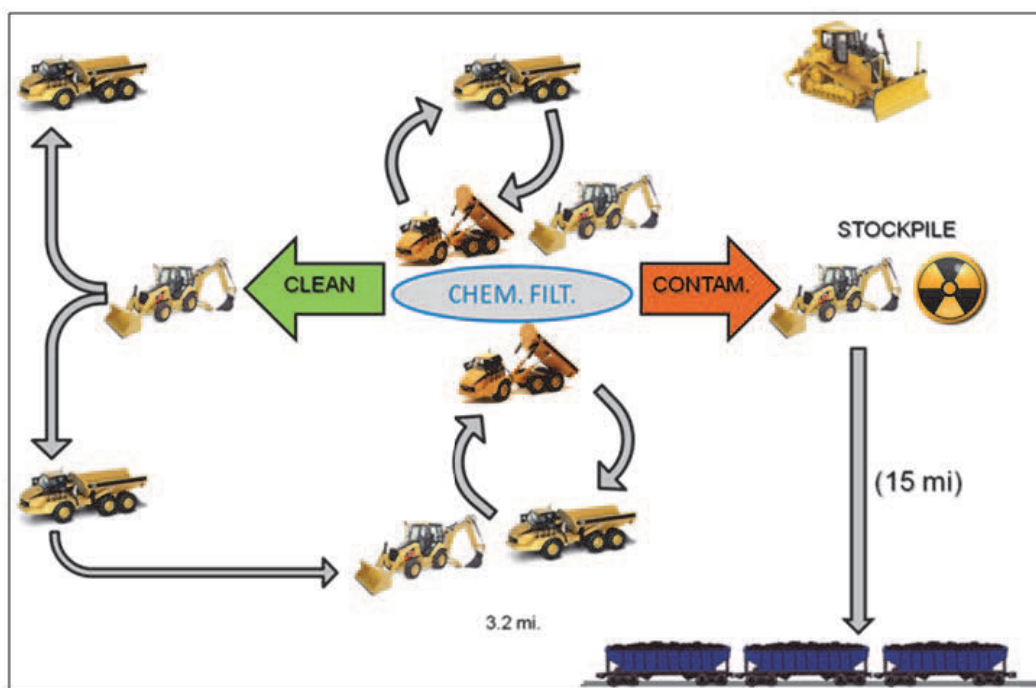 STOCKPILE
CLEAN
CHEM. FILT.
CONTAM.
(15 mi)
3.2 mi.